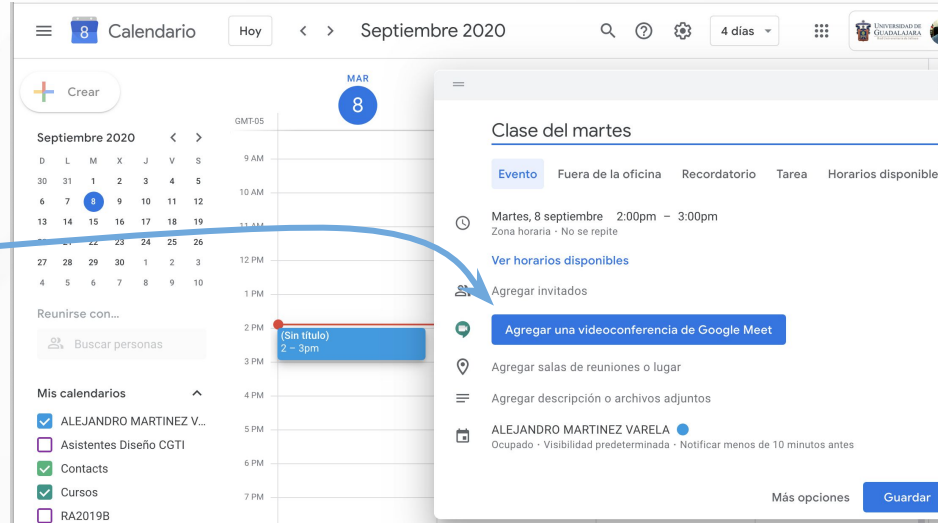 8 Calendario Hoy Septiembre 2020 4 días UNIVERSIDAD DE GUADALAJARA
Crear
Septiembre 2020
D L M X J V S
30 31 1 2 3 4 5
6 7 8 9 10 11 12
13 14 15 16 17 18 19
22 23 24 25 26
27 28 29 30 1 2 3
4 5 6 7 8 9 10
Reunirse con...
Buscar personas
Mis calendarios
ALEJANDRO MARTINEZ V...
Asistentes Diseño CGTI
Contacts
Cursos
RA2019B
MAR
8
GMT-05
9 AM
10 AM
11 AM
12 PM
1 PM
2 PM
(Sin título)
2 – 3pm
3 PM
4 PM
5 PM
6 PM
7 PM
Clase del martes
Evento Fuera de la oficina Recordatorio Tarea Horarios disponible
Martes, 8 septiembre 2:00pm – 3:00pm
Zona horaria · No se repite
Ver horarios disponibles
Agregar invitados
Agregar una videoconferencia de Google Meet
Agregar salas de reuniones o lugar
Agregar descripción o archivos adjuntos
ALEJANDRO MARTINEZ VARELA
Ocupado · Visibilidad predeterminada · Notificar menos de 10 minutos antes
Más opciones Guardar